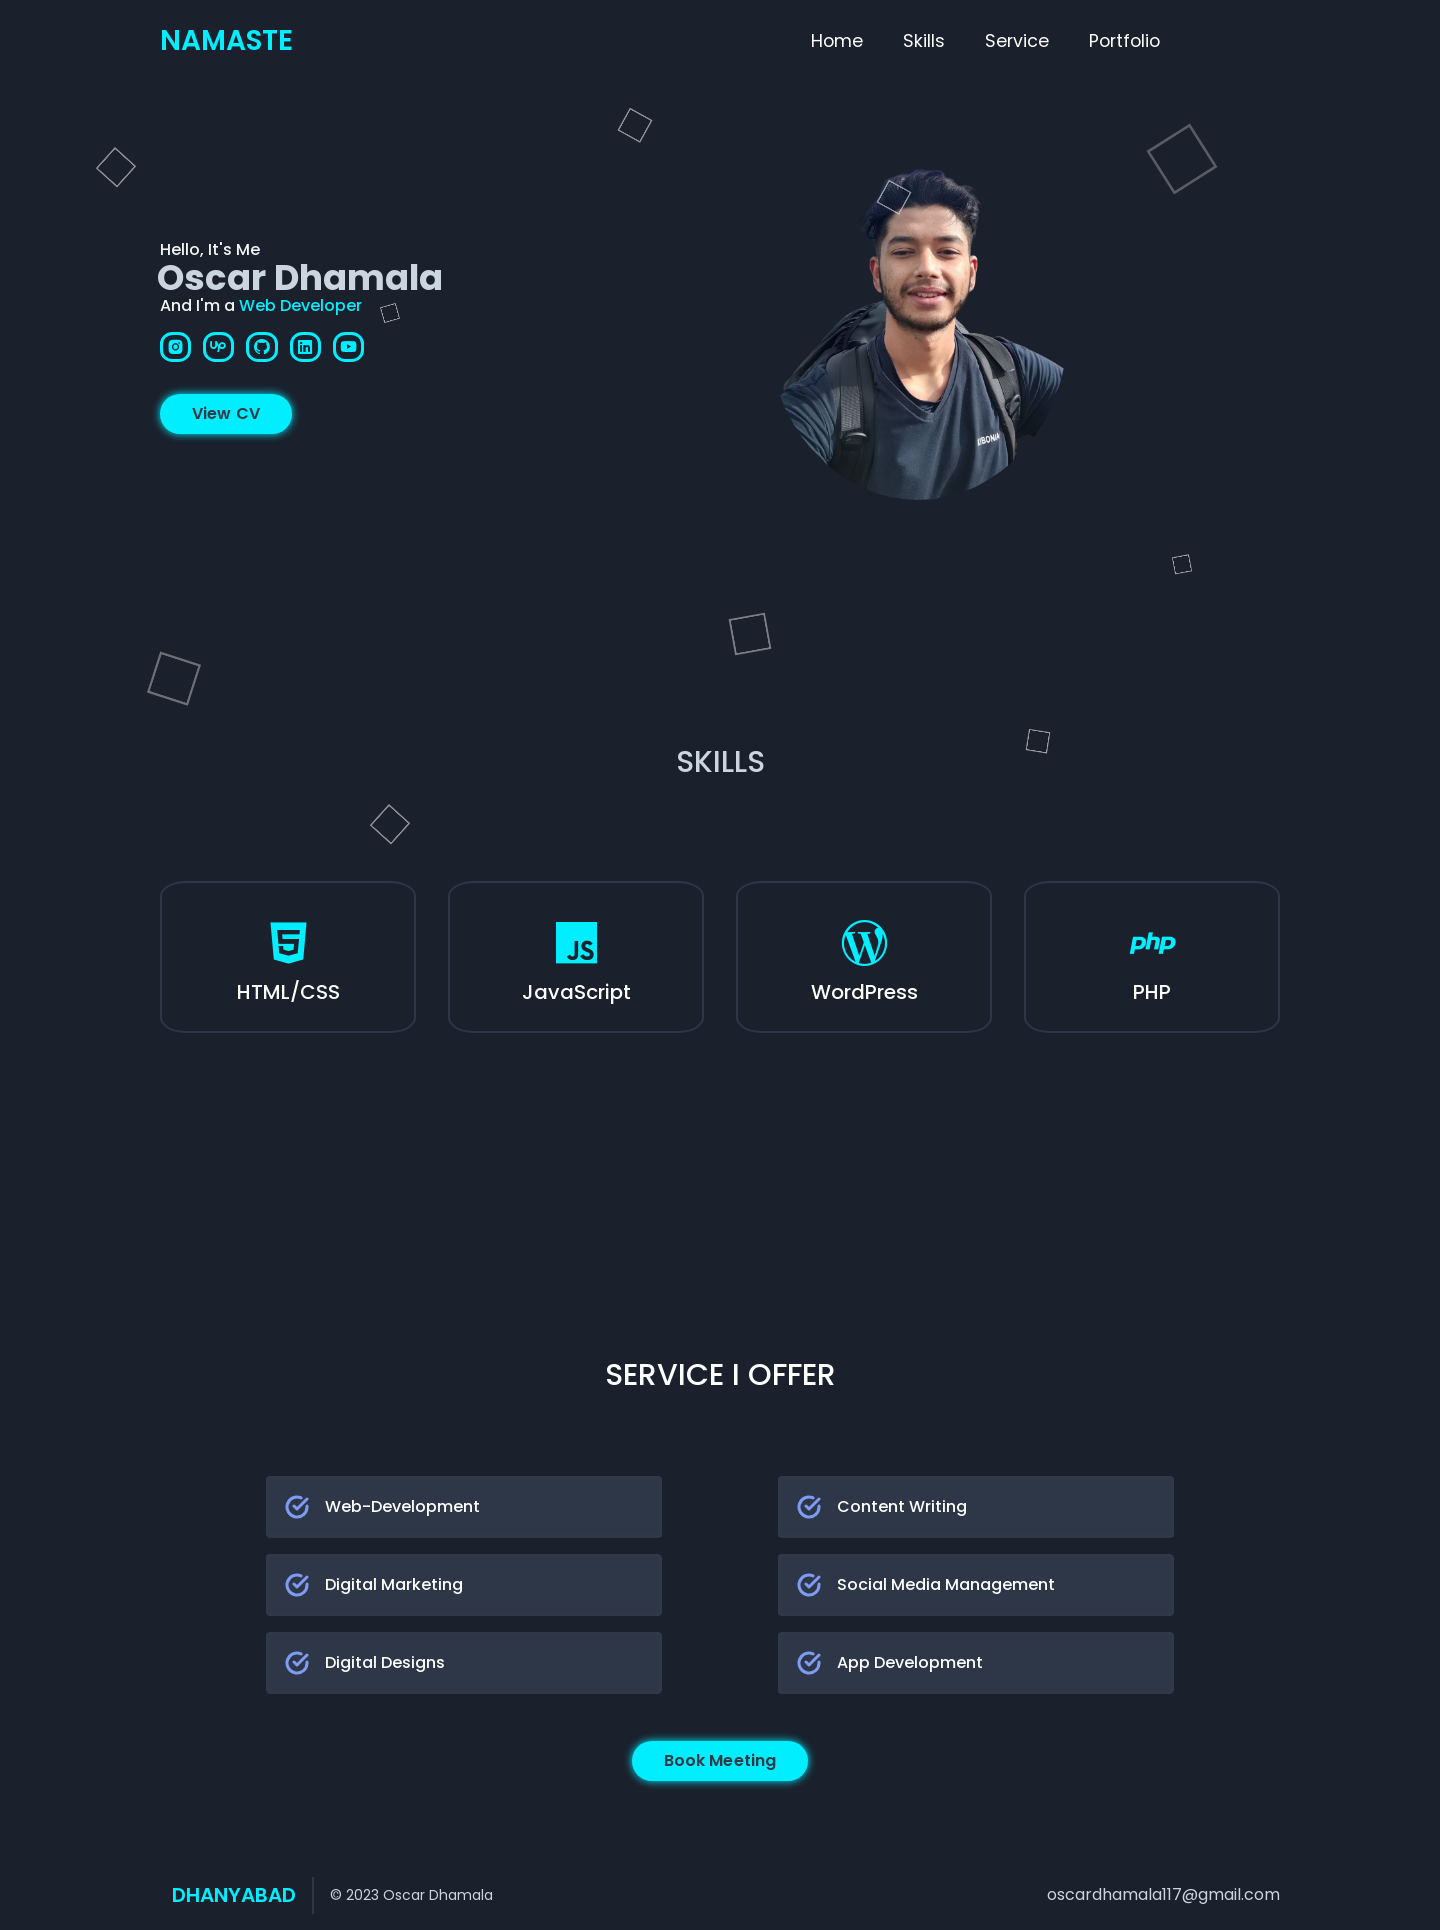 NAMASTE
Home Skills Service Portfolio
Hello, It's Me
Oscar Dhamala
And I'm a Web Developer
View CV
SKILLS
HTML/CSS
JS
JavaScript
WordPress
php
PHP
SERVICE I OFFER
Web-Development
Content Writing
Digital Marketing
Social Media Management
Digital Designs
App Development
Book Meeting
DHANYABAD
© 2023 Oscar Dhamala
oscardhamala117@gmail.com